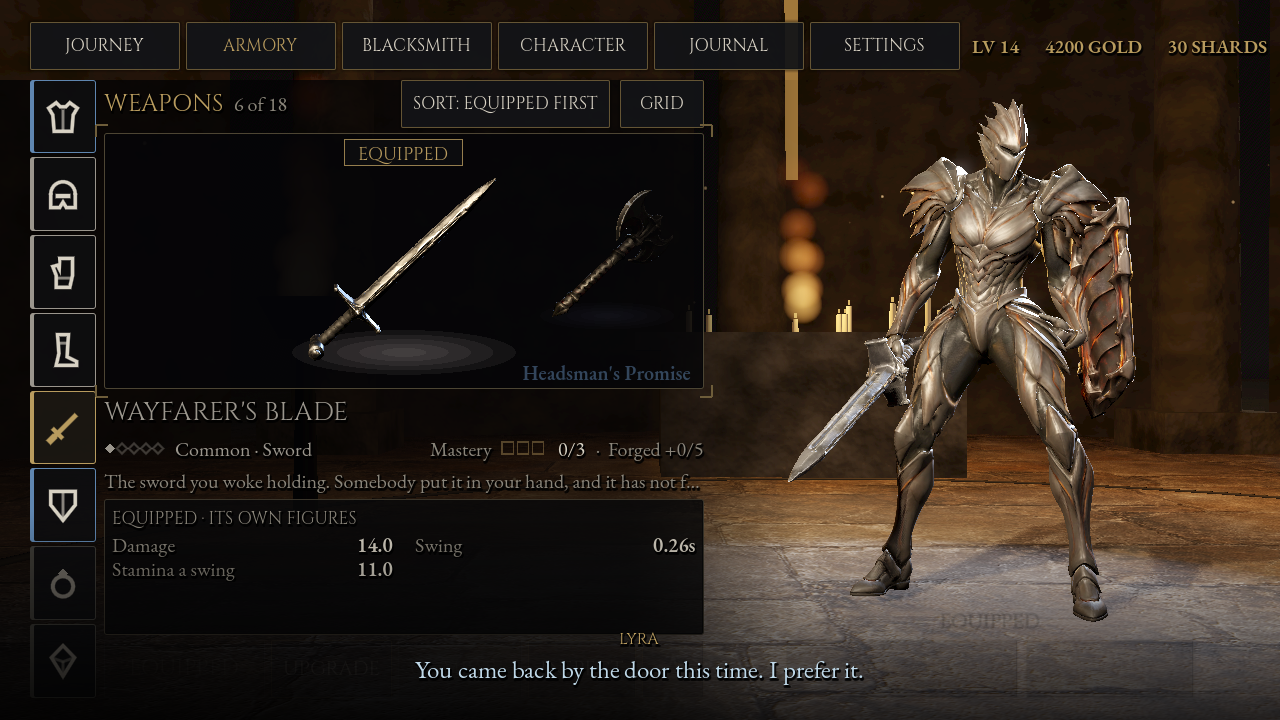 JOURNEY
ARMORY
BLACKSMITH
CHARACTER
JOURNAL
SETTINGS
LV 14
4200 GOLD
30 SHARDS
WEAPONS 6 of 18
SORT: EQUIPPED FIRST
GRID
EQUIPPED
Headsman's Promise
WAYFARER'S BLADE
Common · Sword
Mastery 0/3 · Forged +0/5
The sword you woke holding. Somebody put it in your hand, and it has not f...
EQUIPPED · ITS OWN FIGURES
Damage 14.0
Swing 0.26s
Stamina a swing 11.0
EQUIPPED
LYRA
UPGRADE
You came back by the door this time. I prefer it.